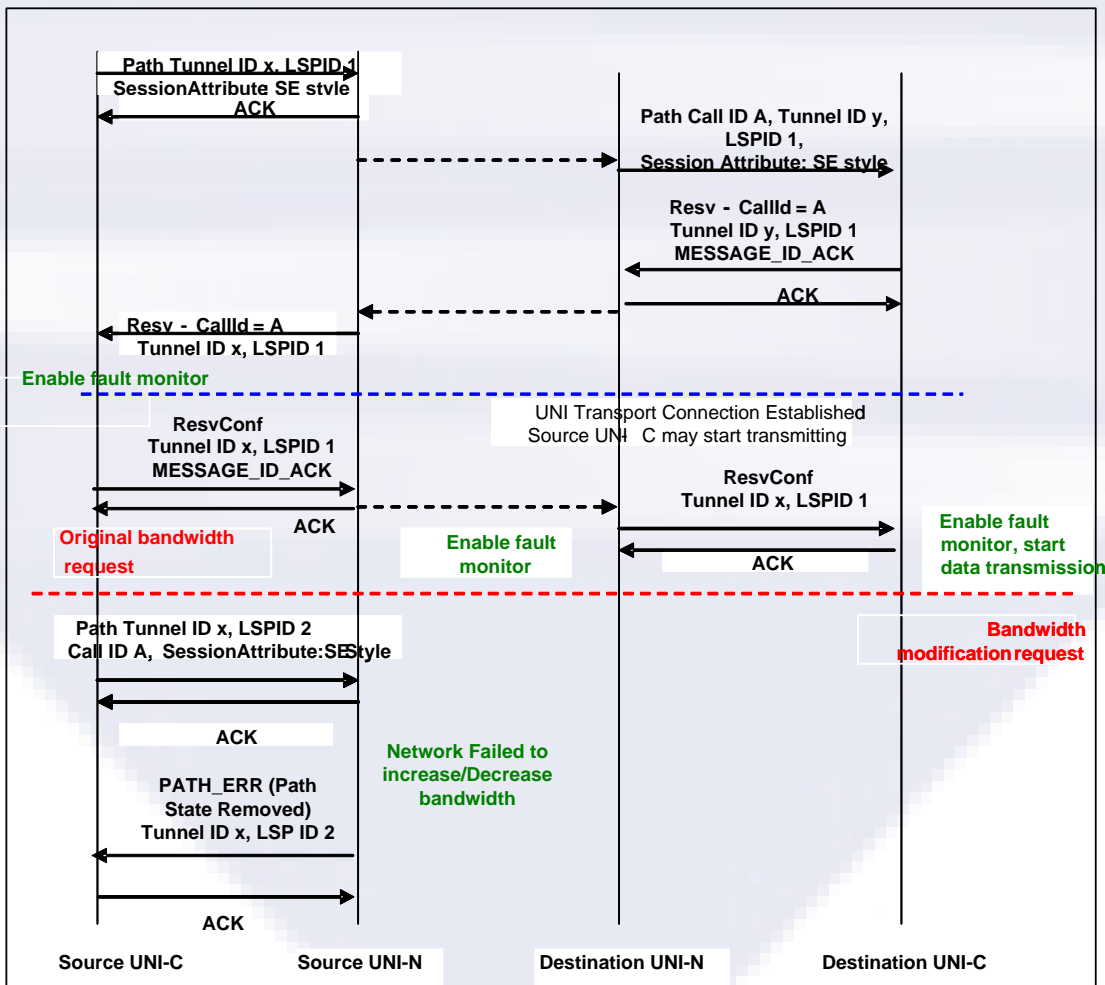 Path Tunnel ID x, LSPID 1
SessionAttribute: SE style
ACK
Path Call ID A, Tunnel ID y,
LSPID 1,
Session Attribute: SE style
Resv - CallId = A
Tunnel ID y, LSPID 1
MESSAGE_ID_ACK
ACK
Resv - CallId = A
Tunnel ID x, LSPID 1
Enable fault monitor
UNI Transport Connection Established
Source UNI C may start transmitting
ResvConf
Tunnel ID x, LSPID 1
MESSAGE_ID_ACK
ACK
ResvConf
Tunnel ID x, LSPID 1
ACK
Original bandwidth
request
Enable fault
monitor
Enable fault
monitor, start
data transmission
Path Tunnel ID x, LSPID 2
Call ID A, SessionAttribute:SEStyle
ACK
Bandwidth
modification request
Network Failed to
increase/Decrease
bandwidth
PATH_ERR (Path
State Removed)
Tunnel ID x, LSP ID 2
ACK
Source UNI-C
Source UNI-N
Destination UNI-N
Destination UNI-C